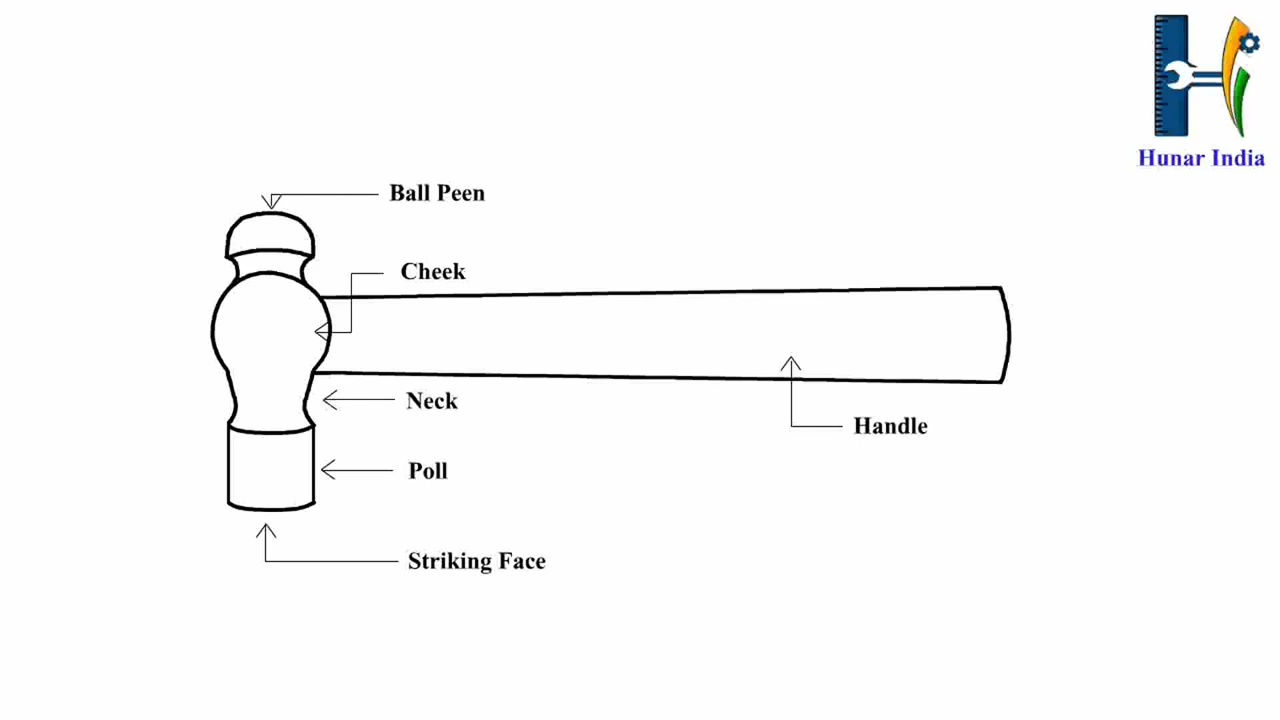 Hunar India
Ball Peen
Cheek
Neck
Handle
Poll
Striking Face